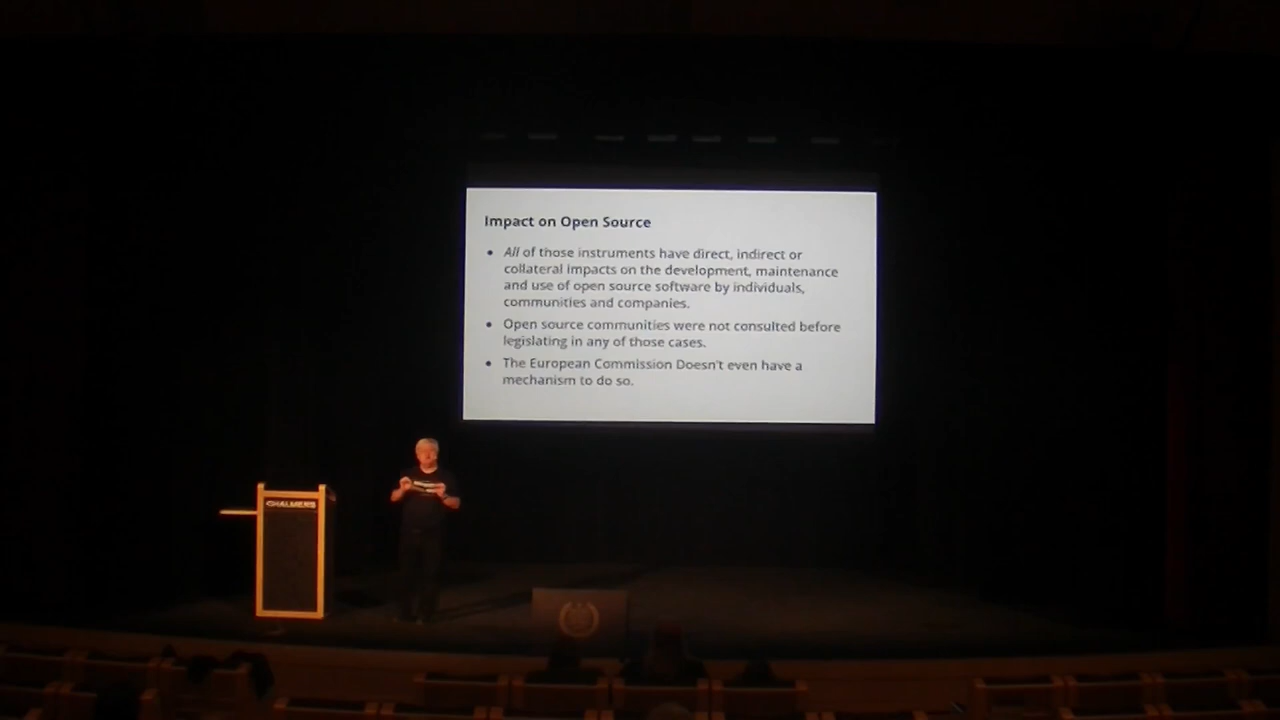 Impact on Open Source
• All of those instruments have direct, indirect or
collateral impacts on the development, maintenance
and use of open source software by individuals,
communities and companies.
• Open source communities were not consulted before
legislating in any of those cases.
• The European Commission Doesn't even have a
mechanism to do so.
CHALMERS